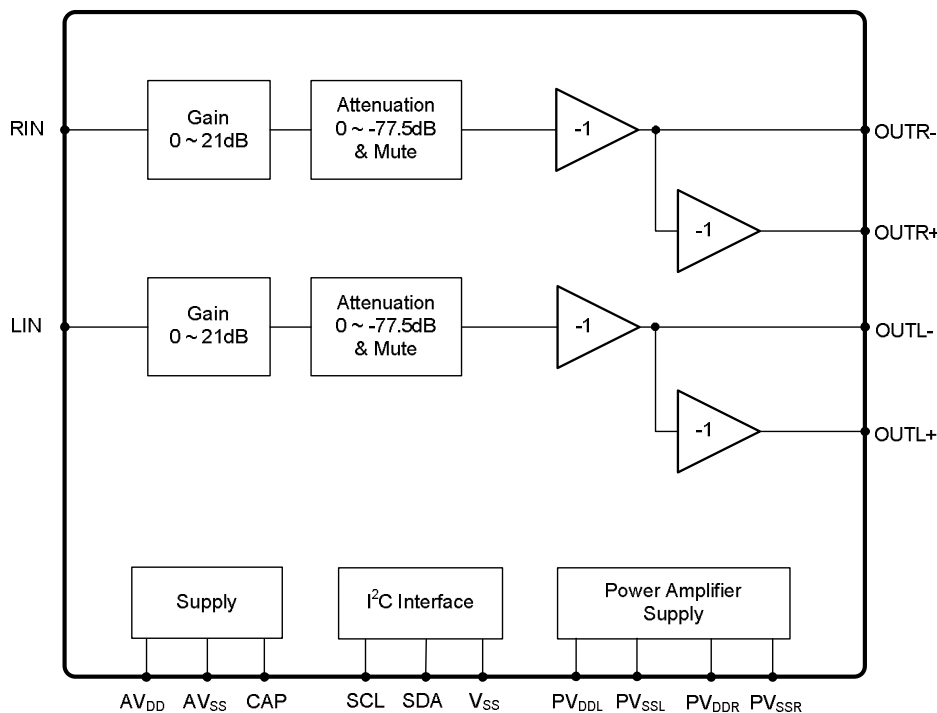 RIN
Gain
0 ~ 21dB
Attenuation
0 ~ -77.5dB
& Mute
-1
OUTR-
-1
OUTR+
LIN
Gain
0 ~ 21dB
Attenuation
0 ~ -77.5dB
& Mute
-1
OUTL-
-1
OUTL+
Supply
I²C Interface
Power Amplifier
Supply
AVDD AVSS CAP SCL SDA VSS PVDDL PVSSL PVDDR PVSSR